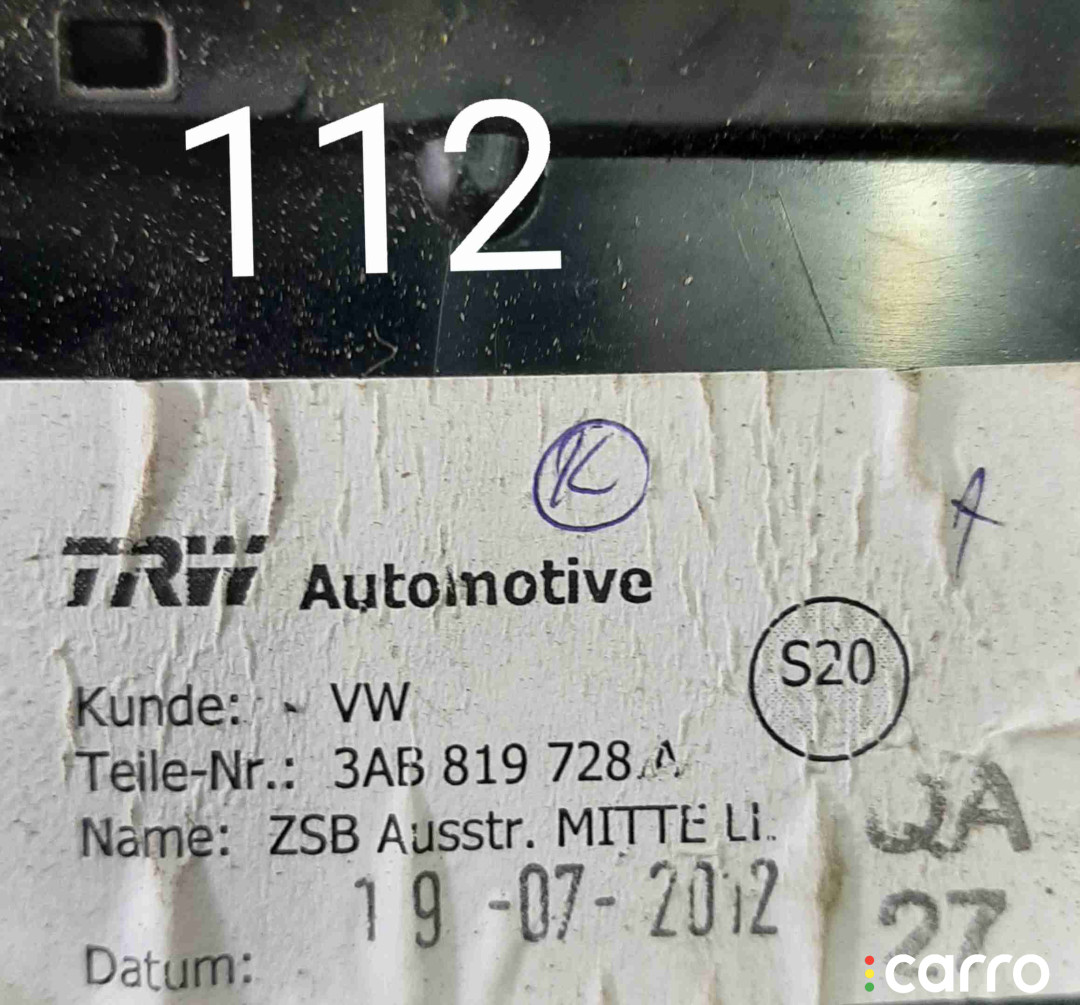 112
K
A
TRW Automotive
S20
Kunde: VW
Teile-Nr.: 3AB 819 728 A
Name: ZSB Ausstr. MITTE Li.
QA
19-07-2012
27
Datum:
carro